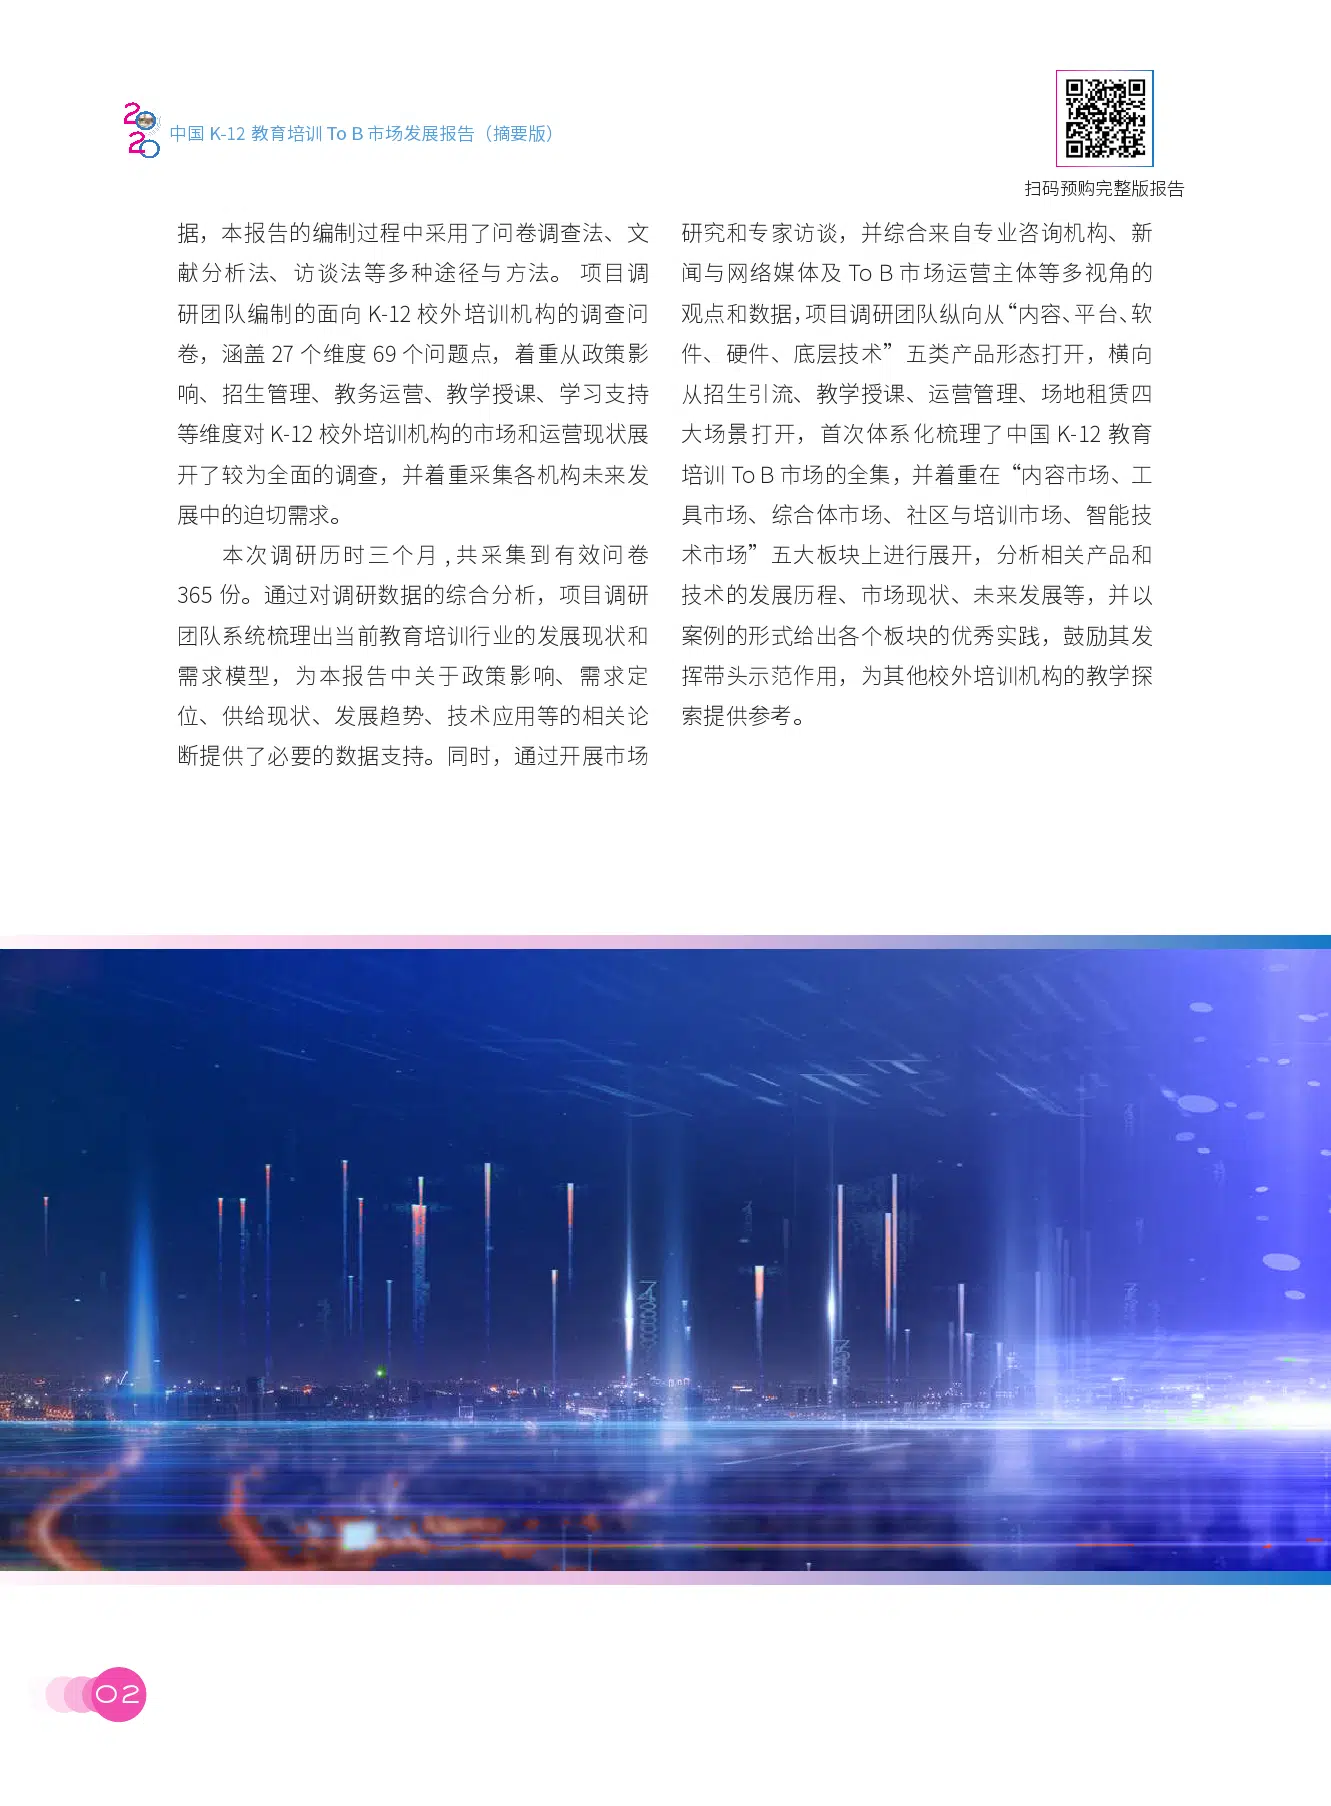 2020
中国 K-12 教育培训 To B 市场发展报告（摘要版）
扫码预购完整版报告
据，本报告的编制过程中采用了问卷调查法、文
献分析法、访谈法等多种途径与方法。 项目调
研团队编制的面向 K-12 校外培训机构的调查问
卷，涵盖 27 个维度 69 个问题点，着重从政策影
响、招生管理、教务运营、教学授课、学习支持
等维度对 K-12 校外培训机构的市场和运营现状展
开了较为全面的调查，并着重采集各机构未来发
展中的迫切需求。
本次调研历时三个月 , 共采集到有效问卷
365 份。通过对调研数据的综合分析，项目调研
团队系统梳理出当前教育培训行业的发展现状和
需求模型，为本报告中关于政策影响、需求定
位、供给现状、发展趋势、技术应用等的相关论
断提供了必要的数据支持。同时，通过开展市场
研究和专家访谈，并综合来自专业咨询机构、新
闻与网络媒体及 To B 市场运营主体等多视角的
观点和数据，项目调研团队纵向从“内容、平台、软
件、硬件、底层技术”五类产品形态打开，横向
从招生引流、教学授课、运营管理、场地租赁四
大场景打开，首次体系化梳理了中国 K-12 教育
培训 To B 市场的全集，并着重在“内容市场、工
具市场、综合体市场、社区与培训市场、智能技
术市场”五大板块上进行展开，分析相关产品和
技术的发展历程、市场现状、未来发展等，并以
案例的形式给出各个板块的优秀实践，鼓励其发
挥带头示范作用，为其他校外培训机构的教学探
索提供参考。
02